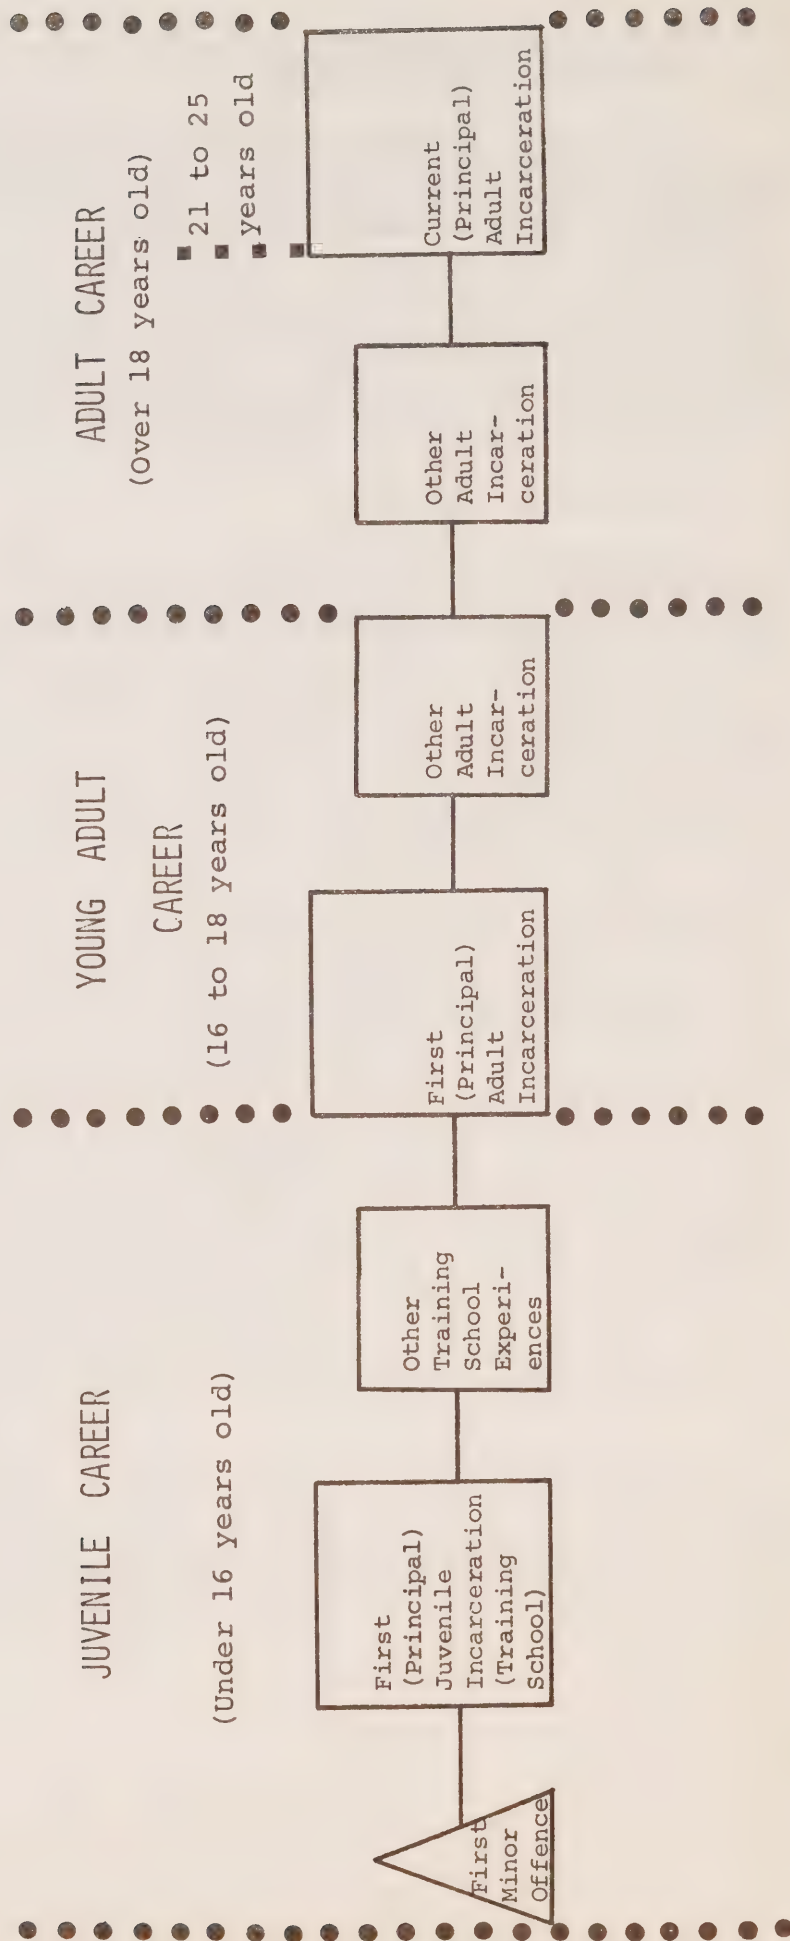 JUVENILE CAREER
(Under 16 years old)
First
Minor
Offence
First
(Principal)
Juvenile
Incarceration
(Training
School)
Other
Training
School
Experi-
ences
YOUNG ADULT
CAREER
(16 to 18 years old)
First
(Principal)
Adult
Incarceration
Other
Adult
Incar-
ceration
ADULT CAREER
(Over 18 years old)
21 to 25
years old
Other
Adult
Incar-
ceration
Current
(Principal)
Adult
Incarceration